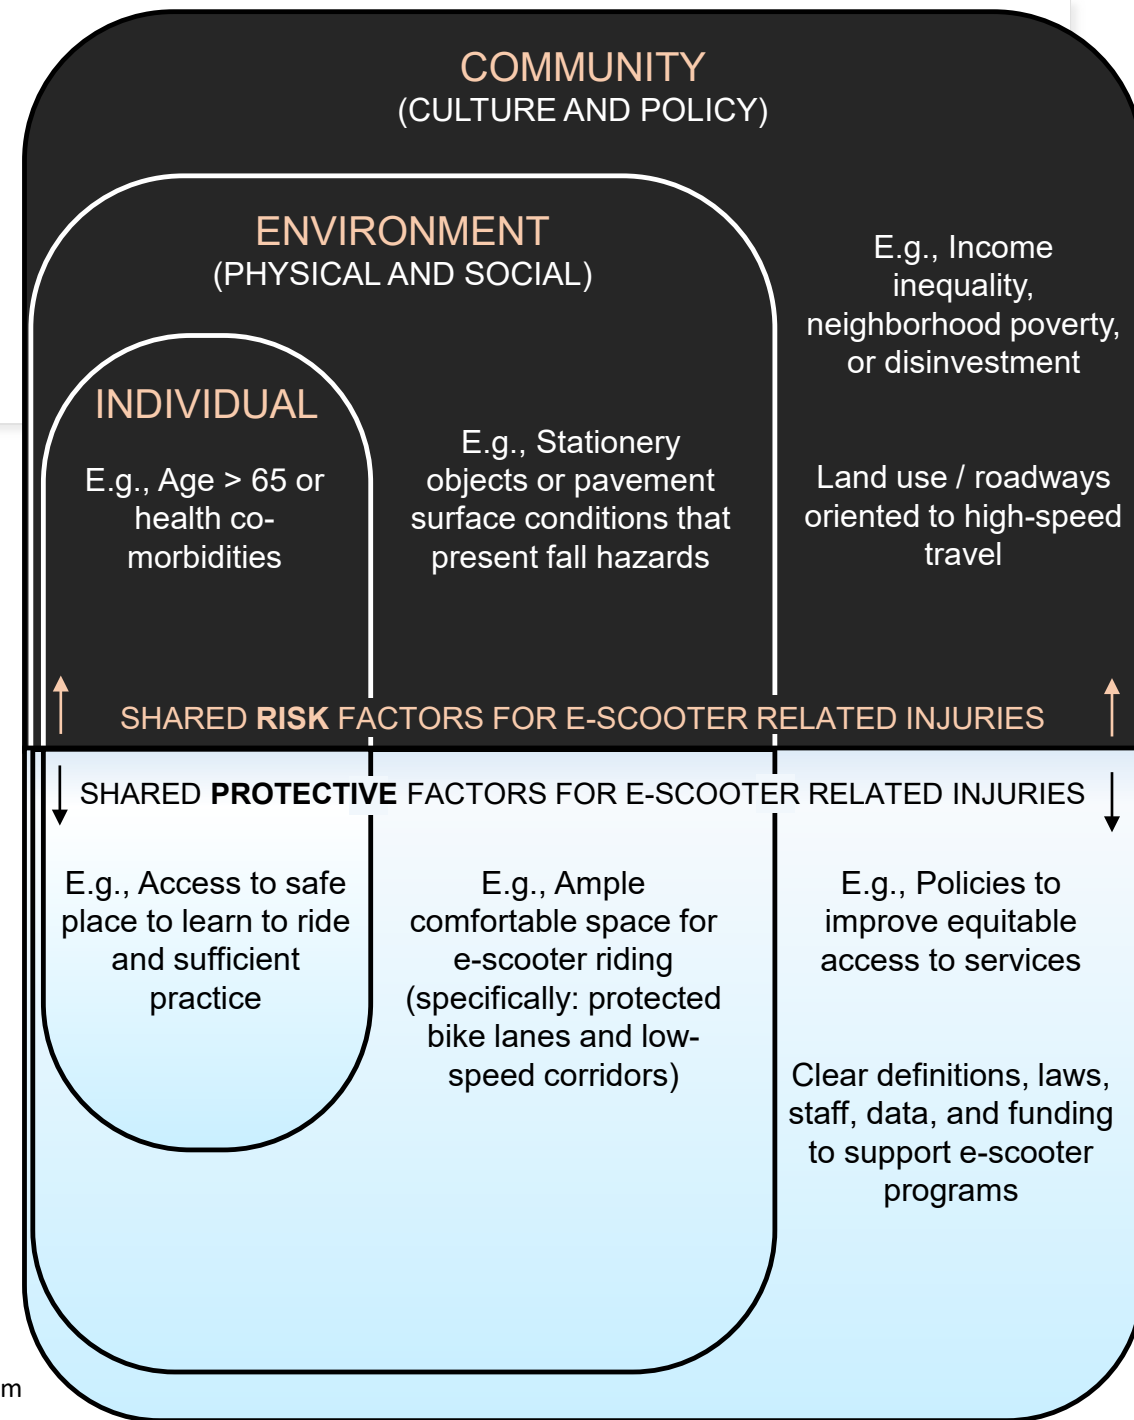 COMMUNITY
(CULTURE AND POLICY)
ENVIRONMENT
(PHYSICAL AND SOCIAL)
INDIVIDUAL
E.g., Age > 65 or
health co-
morbidities
E.g., Stationery
objects or pavement
surface conditions that
present fall hazards
E.g., Income
inequality,
neighborhood poverty,
or disinvestment
Land use / roadways
oriented to high-speed
travel
SHARED RISK FACTORS FOR E-SCOOTER RELATED INJURIES
SHARED PROTECTIVE FACTORS FOR E-SCOOTER RELATED INJURIES
E.g., Access to safe
place to learn to ride
and sufficient
practice
E.g., Ample
comfortable space for
e-scooter riding
(specifically: protected
bike lanes and low-
speed corridors)
E.g., Policies to
improve equitable
access to services
Clear definitions, laws,
staff, data, and funding
to support e-scooter
programs